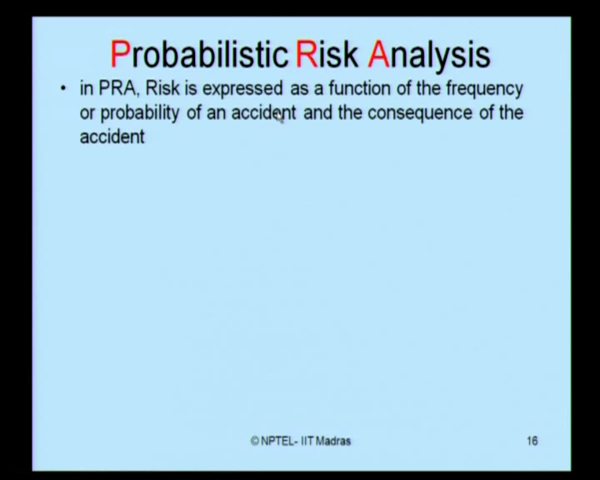 Probabilistic Risk Analysis
• in PRA, Risk is expressed as a function of the frequency
or probability of an accident and the consequence of the
accident
© NPTEL- IIT Madras
16